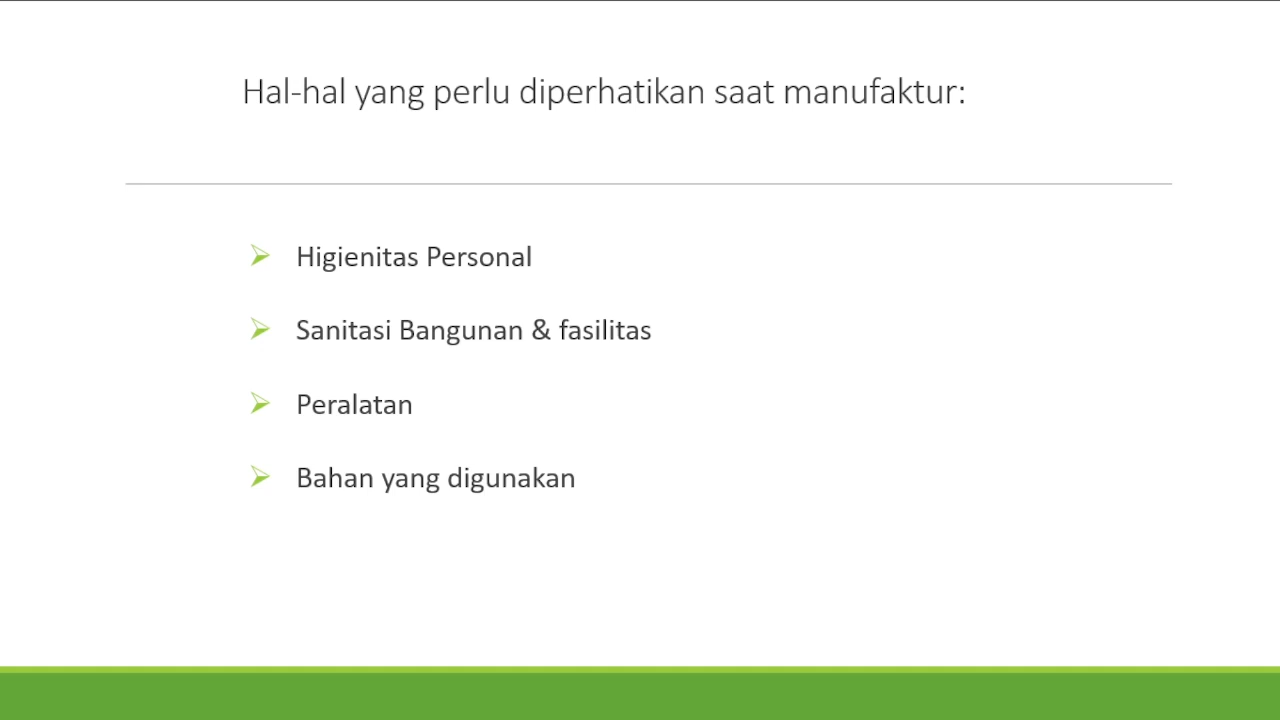 Hal-hal yang perlu diperhatikan saat manufaktur:
Higienitas Personal
Sanitasi Bangunan & fasilitas
Peralatan
Bahan yang digunakan